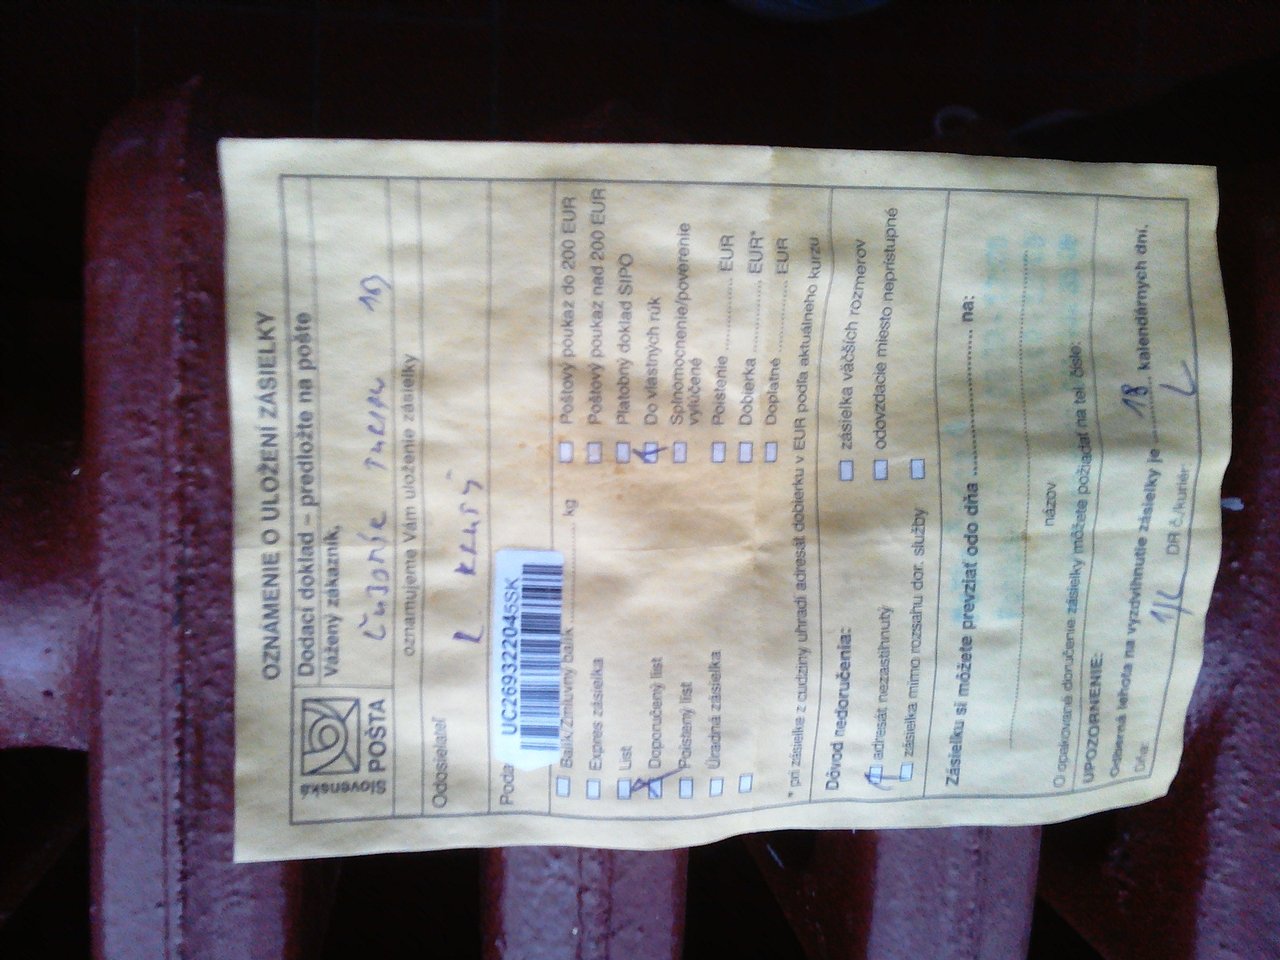 OZNAMENIE O ULOŽENÍ ZÁSIELKY
Slovenská
POŠTA
Dodací doklad – predložte na pošte
Vážený zákazník,
oznamujeme Vám uloženie zásielky
Odosielateľ
Poda
UC269322045SK
Balík/Zmluvný balík kg
Expres zásielka
List
Doporučený list
Poistený list
Úradná zásielka
Poštový poukaz do 200 EUR
Poštový poukaz nad 200 EUR
Platobný doklad SIPO
Do vlastných rúk
Splnomocnenie/poverenie
vylúčené
Poistenie ............... EUR
Dobierka ............... EUR*
Doplatné ............... EUR
* pri zásielke z cudziny uhradí adresát dobierku v EUR podľa aktuálneho kurzu
Dôvod nedoručenia:
adresát nezastihnutý
zásielka mimo rozsahu dor. služby
zásielka väčších rozmerov
odovzdacie miesto neprístupné
Zásielku si môžete prevziať odo dňa ............... na:
názov
O opakované doručenie zásielky môžete požiadať na tel. čísle:
UPOZORNENIE:
Odberná lehota na vyzdvihnutie zásielky je 18 kalendárnych dní.
Dňa: DR č./kuriér